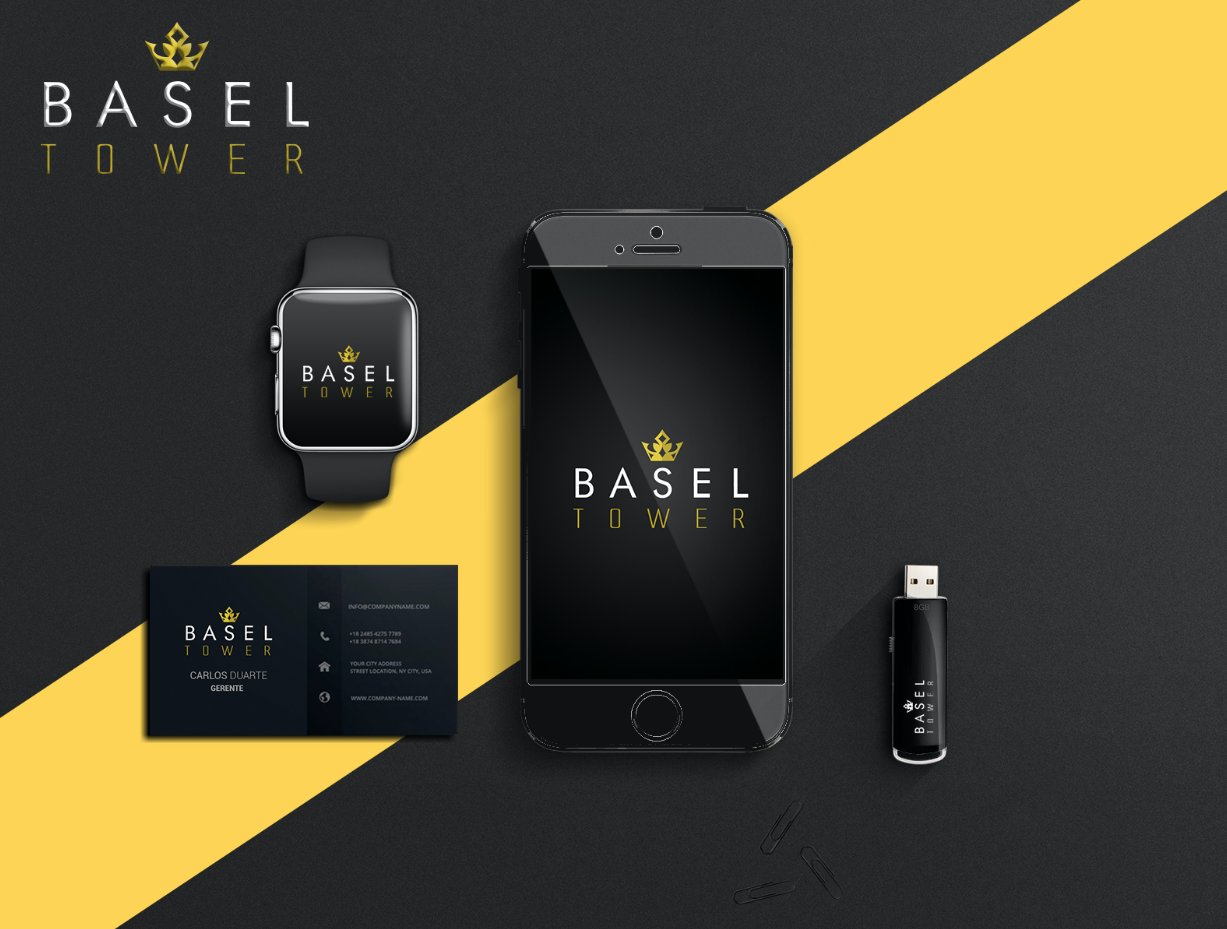 BASEL
TOWER
BASEL
TOWER
BASEL
TOWER
BASEL
TOWER
CARLOS DUARTE
GERENTE
INFO@COMPANYNAME.COM
+18 2485 4275 7789
+18 3874 8714 7684
YOUR CITY ADDRESS
STREET LOCATION, NY CITY, USA
WWW.COMPANY-NAME.COM
8GB
BASEL
TOWER